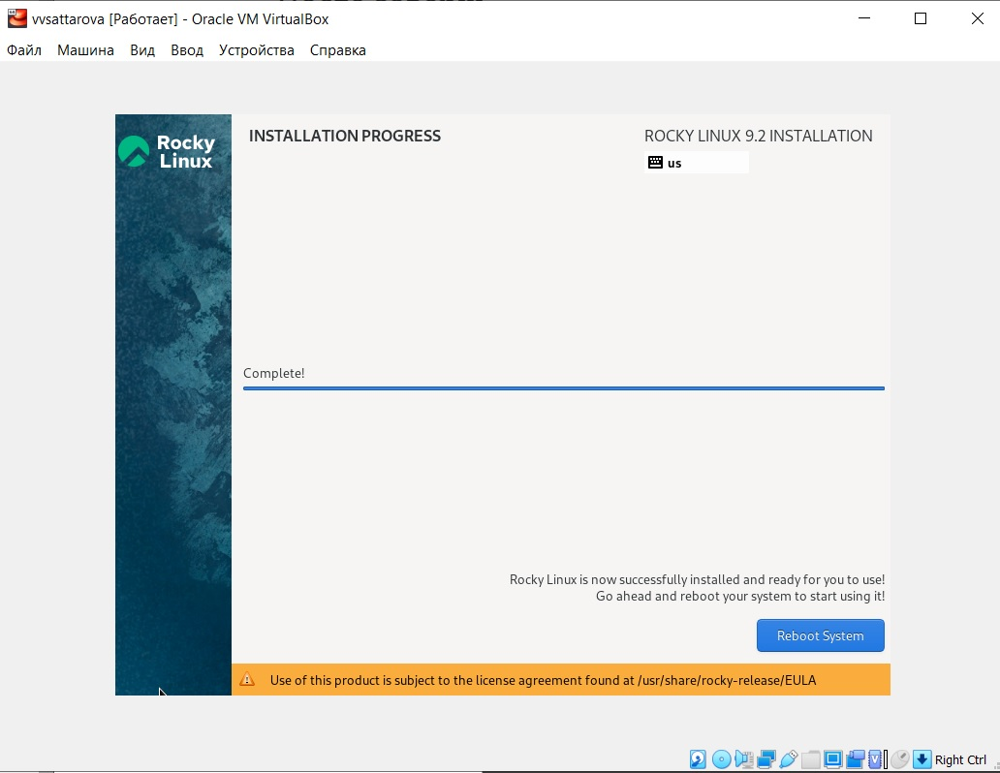 vvsattarova [Работает] - Oracle VM VirtualBox
Файл Машина Вид Ввод Устройства Справка
Rocky
Linux
INSTALLATION PROGRESS
ROCKY LINUX 9.2 INSTALLATION
us
Complete!
Rocky Linux is now successfully installed and ready for you to use!
Go ahead and reboot your system to start using it!
Reboot System
Use of this product is subject to the license agreement found at /usr/share/rocky-release/EULA
Right Ctrl